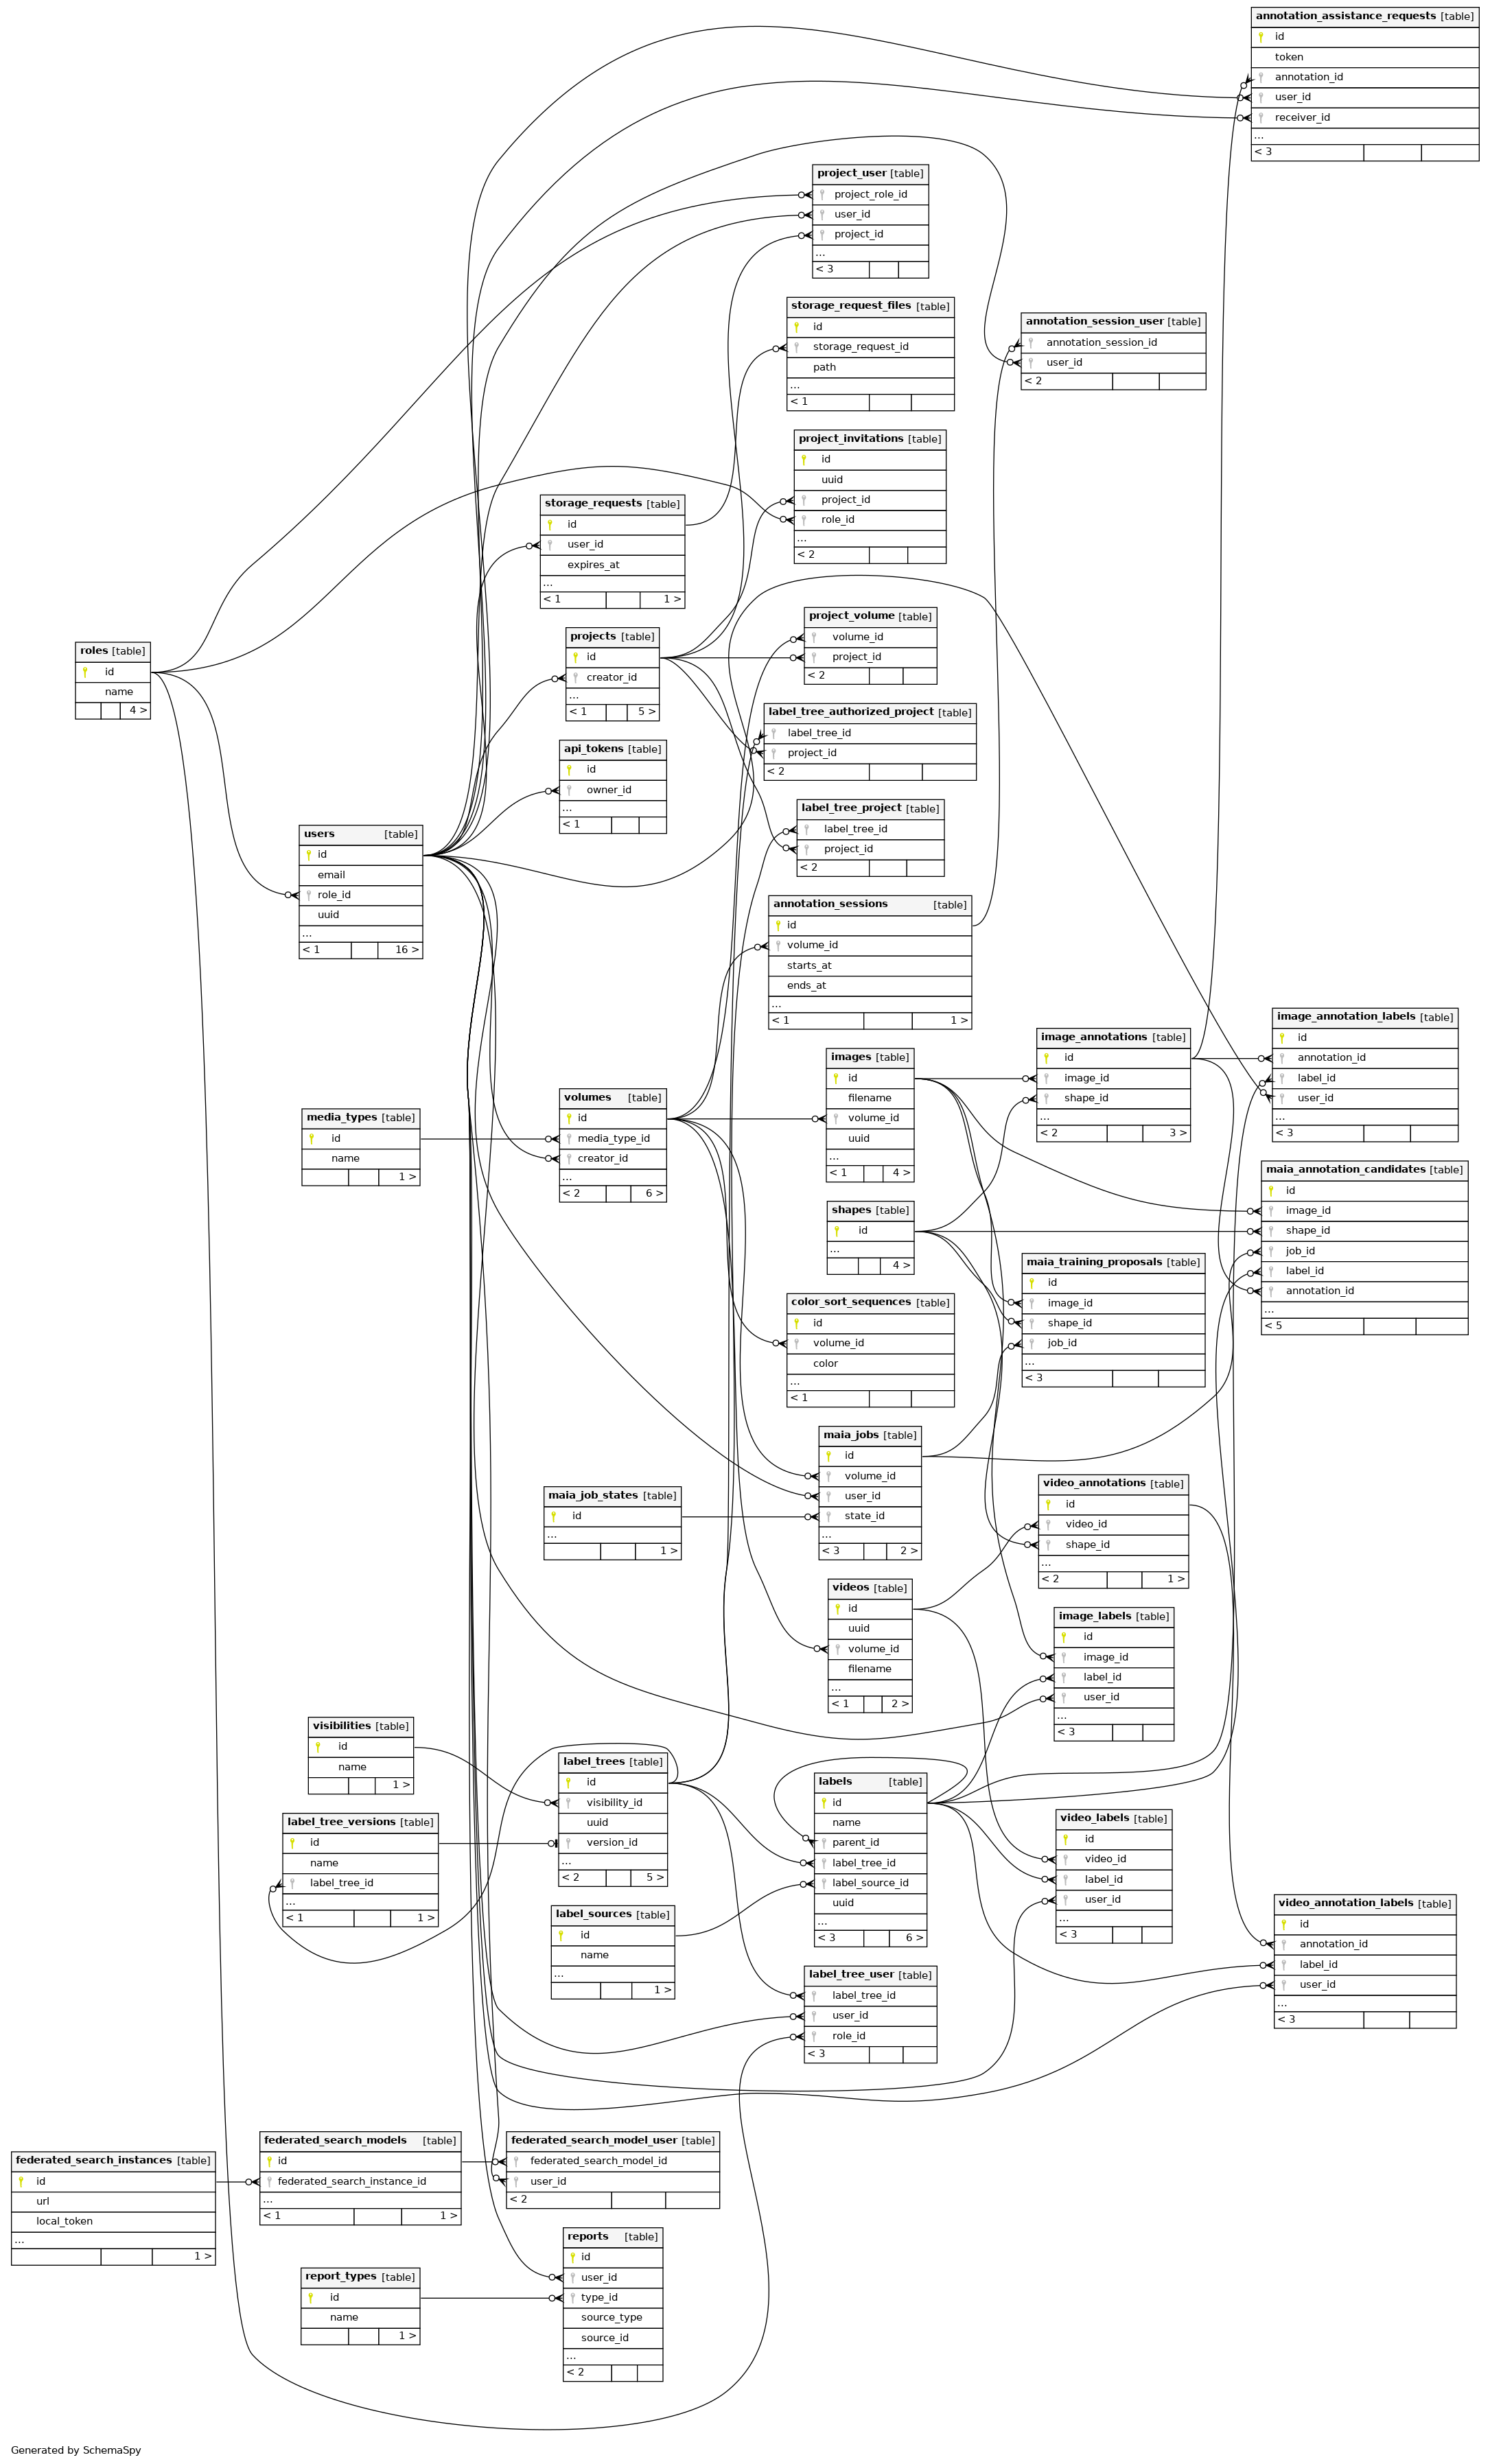 annotation_assistance_requests [table]
id
token
annotation_id
user_id
receiver_id
...
< 3
project_user [table]
project_role_id
user_id
project_id
...
< 3
storage_request_files [table]
id
storage_request_id
path
...
< 1
annotation_session_user [table]
annotation_session_id
user_id
< 2
project_invitations [table]
id
uuid
project_id
role_id
...
< 2
storage_requests [table]
id
user_id
expires_at
...
< 1 1 >
project_volume [table]
volume_id
project_id
< 2
projects [table]
id
creator_id
...
< 1 5 >
roles [table]
id
name
4 >
label_tree_authorized_project [table]
label_tree_id
project_id
< 2
api_tokens [table]
id
owner_id
...
< 1
label_tree_project [table]
label_tree_id
project_id
< 2
users [table]
id
email
role_id
uuid
...
< 1 16 >
annotation_sessions [table]
id
volume_id
starts_at
ends_at
...
< 1 1 >
image_annotation_labels [table]
id
annotation_id
label_id
user_id
...
< 3
image_annotations [table]
id
image_id
shape_id
...
< 2 3 >
images [table]
id
filename
volume_id
uuid
...
< 1 4 >
volumes [table]
id
media_type_id
creator_id
...
< 2 6 >
media_types [table]
id
name
1 >
maia_annotation_candidates [table]
id
image_id
shape_id
job_id
label_id
annotation_id
...
< 5
shapes [table]
id
...
4 >
maia_training_proposals [table]
id
image_id
shape_id
job_id
...
< 3
color_sort_sequences [table]
id
volume_id
color
...
< 1
maia_jobs [table]
id
volume_id
user_id
state_id
...
< 3 2 >
maia_job_states [table]
id
...
1 >
video_annotations [table]
id
video_id
shape_id
...
< 2 1 >
videos [table]
id
uuid
volume_id
filename
...
< 1 2 >
image_labels [table]
id
image_id
label_id
user_id
...
< 3
visibilities [table]
id
name
1 >
label_trees [table]
id
visibility_id
uuid
version_id
...
< 2 5 >
labels [table]
id
name
parent_id
label_tree_id
label_source_id
uuid
...
< 3 6 >
label_tree_versions [table]
id
name
label_tree_id
...
< 1 1 >
video_labels [table]
id
video_id
label_id
user_id
...
< 3
video_annotation_labels [table]
id
annotation_id
label_id
user_id
...
< 3
label_sources [table]
id
name
...
1 >
label_tree_user [table]
label_tree_id
user_id
role_id
< 3
federated_search_instances [table]
id
url
local_token
...
1 >
federated_search_models [table]
id
federated_search_instance_id
...
< 1 1 >
federated_search_model_user [table]
federated_search_model_id
user_id
< 2
reports [table]
id
user_id
type_id
source_type
source_id
...
< 2
report_types [table]
id
name
1 >
Generated by SchemaSpy